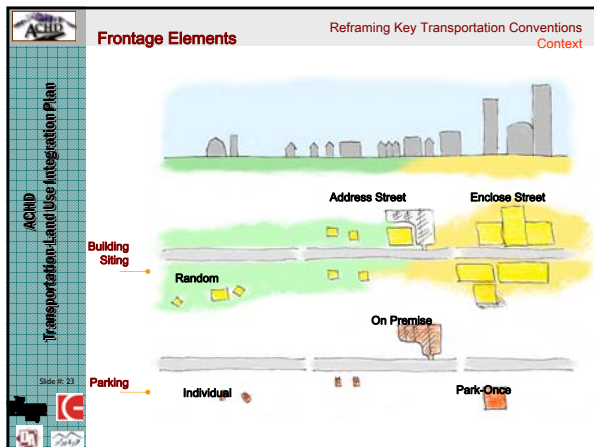 ACHD
Frontage Elements
Reframing Key Transportation Conventions
Context
ACHD
Transportation-Land Use Integration Plan
Address Street
Enclose Street
Building
Siting
Random
On Premise
Parking
Individual
Park-Once
Slide #: 23